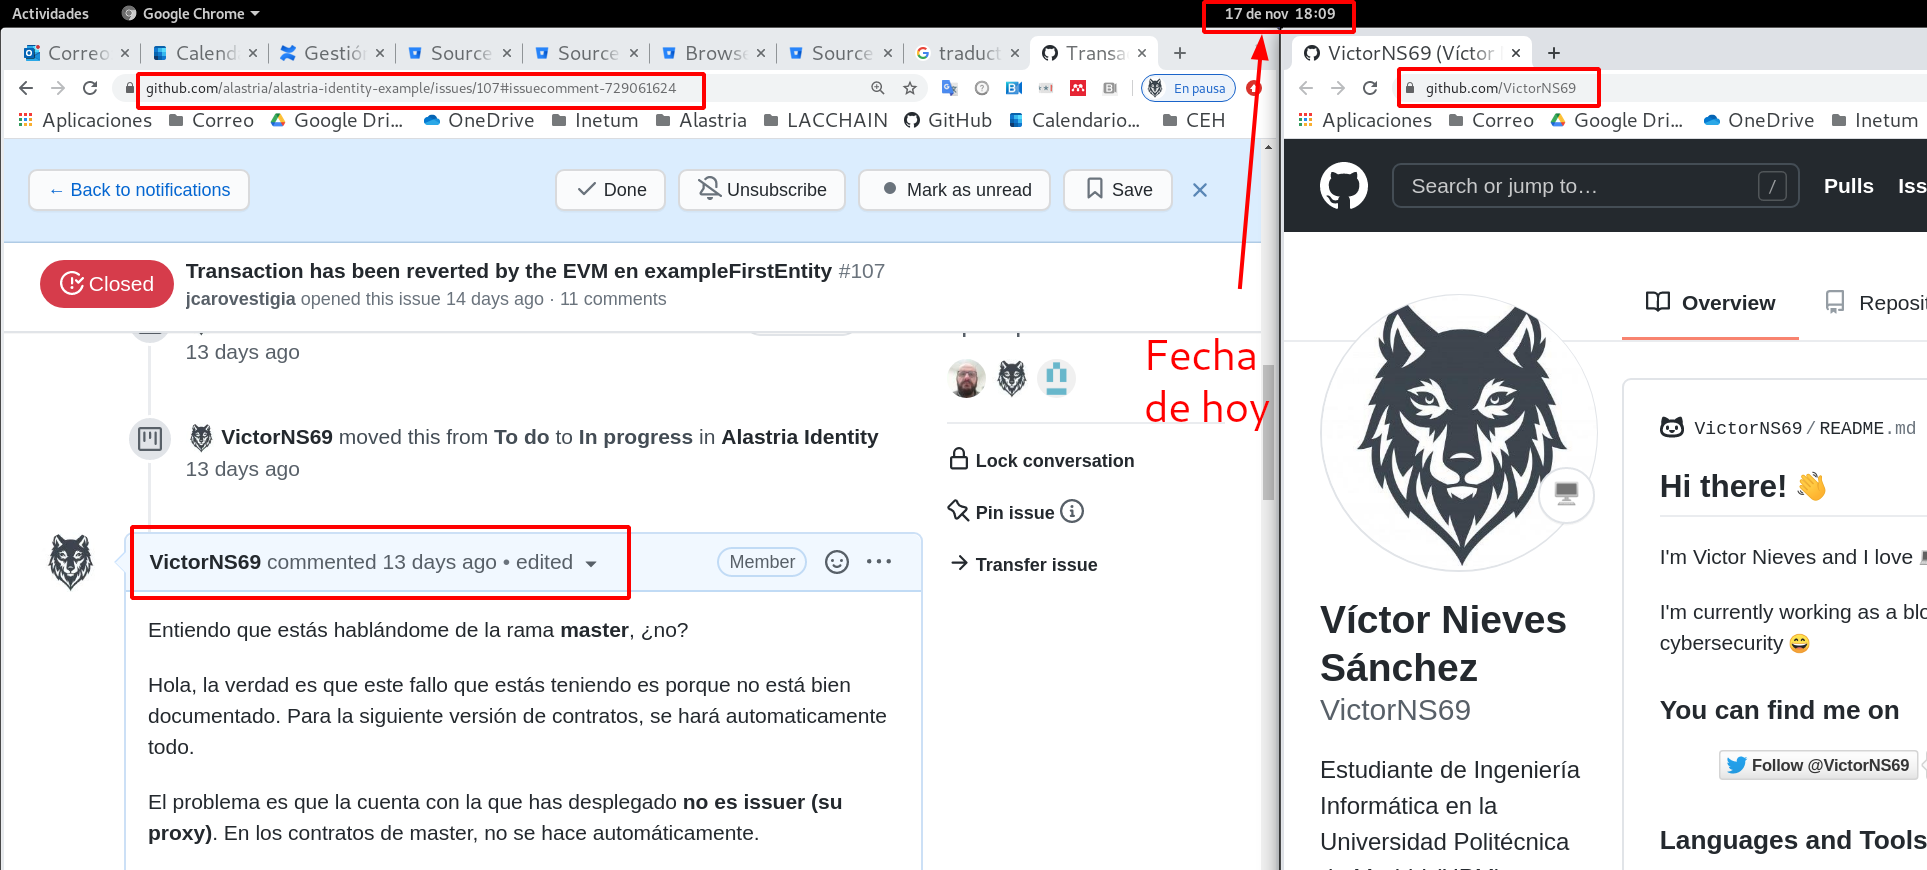 Actividades
Google Chrome
17 de nov 18:09
Correo
Calend
Gestión
Source
Source
Browse
Source
traduct
Transa
VictorNS69 (Víctor
github.com/alastria/alastria-identity-example/issues/107#issuecomment-729061624
En pausa
github.com/VictorNS69
Aplicaciones
Correo
Google Dri...
OneDrive
Inetum
Alastria
LACCHAIN
GitHub
Calendario...
CEH
Aplicaciones
Correo
Google Dri...
OneDrive
Inetum
← Back to notifications
Done
Unsubscribe
Mark as unread
Save
Search or jump to…
/
Pulls
Iss
Closed
Transaction has been reverted by the EVM en exampleFirstEntity #107
jcarovestigia opened this issue 14 days ago · 11 comments
13 days ago
Fecha
de hoy
VictorNS69 moved this from To do to In progress in Alastria Identity
13 days ago
Lock conversation
Pin issue
Transfer issue
VictorNS69 commented 13 days ago • edited
Member
Entiendo que estás hablándome de la rama master, ¿no?
Hola, la verdad es que este fallo que estás teniendo es porque no está bien
documentado. Para la siguiente versión de contratos, se hará automaticamente
todo.
El problema es que la cuenta con la que has desplegado no es issuer (su
proxy). En los contratos de master, no se hace automáticamente.
Overview
Reposit
VictorNS69/README.md
Hi there! 👋
I'm Victor Nieves and I love
I'm currently working as a blo
cybersecurity 😄
You can find me on
Follow @VictorNS69
Languages and Tools
Víctor Nieves
Sánchez
VictorNS69
Estudiante de Ingeniería
Informática en la
Universidad Politécnica